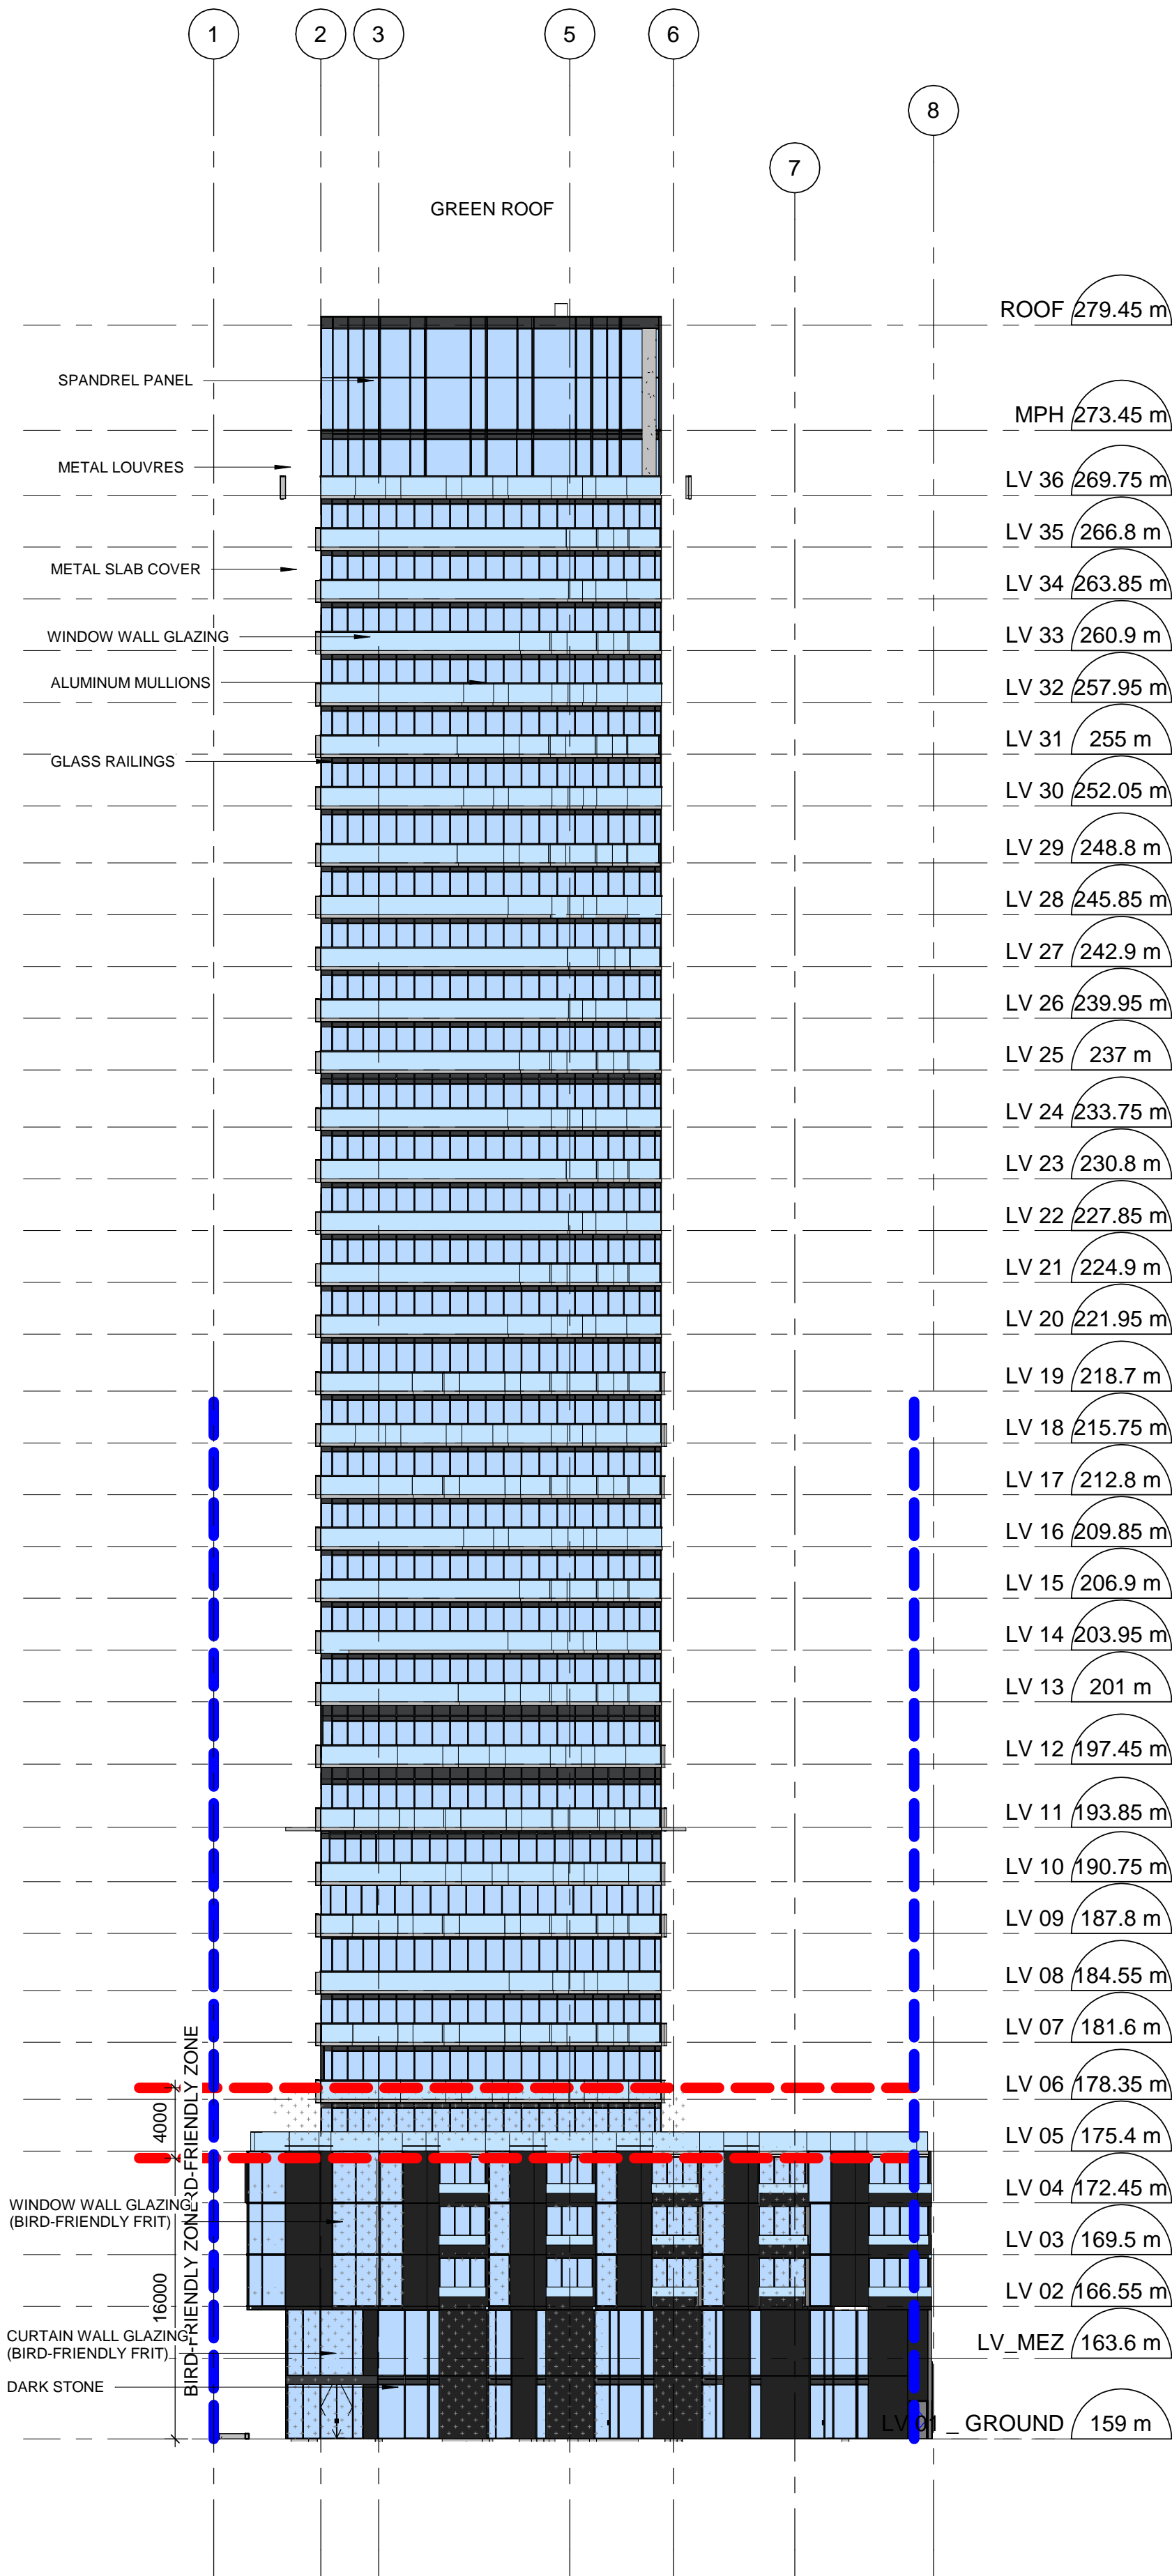 1
2
3
5
6
8
7
GREEN ROOF
ROOF 279.45 m
SPANDREL PANEL
MPH 273.45 m
METAL LOUVRES
LV 36 269.75 m
LV 35 266.8 m
METAL SLAB COVER
LV 34 263.85 m
WINDOW WALL GLAZING
LV 33 260.9 m
ALUMINUM MULLIONS
LV 32 257.95 m
LV 31 255 m
GLASS RAILINGS
LV 30 252.05 m
LV 29 248.8 m
LV 28 245.85 m
LV 27 242.9 m
LV 26 239.95 m
LV 25 237 m
LV 24 233.75 m
LV 23 230.8 m
LV 22 227.85 m
LV 21 224.9 m
LV 20 221.95 m
LV 19 218.7 m
LV 18 215.75 m
LV 17 212.8 m
LV 16 209.85 m
LV 15 206.9 m
LV 14 203.95 m
LV 13 201 m
LV 12 197.45 m
LV 11 193.85 m
LV 10 190.75 m
LV 09 187.8 m
LV 08 184.55 m
LV 07 181.6 m
BIRD-FRIENDLY ZONE
4000
LV 06 178.35 m
LV 05 175.4 m
LV 04 172.45 m
WINDOW WALL GLAZING
(BIRD-FRIENDLY FRIT)
LV 03 169.5 m
BIRD-FRIENDLY ZONE
16000
LV 02 166.55 m
CURTAIN WALL GLAZING
(BIRD-FRIENDLY FRIT)
LV_MEZ 163.6 m
DARK STONE
LV 01 _ GROUND 159 m